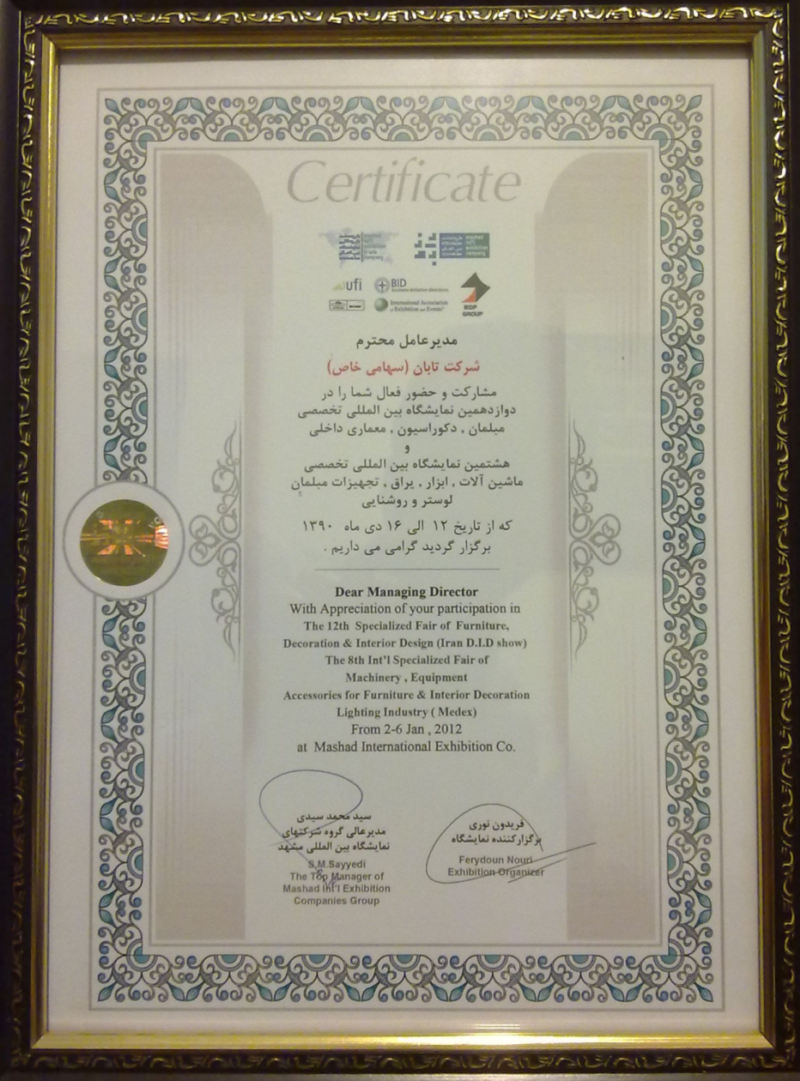 Certificate
ufi
BID
International Association
BDP
GROUP
مدیرعامل محترم
شرکت تابان (سهامی خاص)
مشارکت و حضور فعال شما را در
دوازدهمین نمایشگاه بین المللی تخصصی
مبلمان ، دکوراسیون ، معماری داخلی
و
هشتمین نمایشگاه بین المللی تخصصی
ماشین آلات ، ابزار ، یراق ، تجهیزات مبلمان
لوستر و روشنایی
که از تاریخ ۱۲ الی ۱۶ دی ماه ۱۳۹۰
برگزار گردید گرامی می داریم .
Dear Managing Director
With Appreciation of your participation in
The 12th Specialized Fair of Furniture,
Decoration & Interior Design (Iran D.I.D show)
The 8th Int'l Specialized Fair of
Machinery , Equipment
Accessories for Furniture & Interior Decoration
Lighting Industry ( Medex)
From 2-6 Jan , 2012
at Mashad International Exhibition Co.
سید محمد سیدی
مدیرعالی گروه شرکتهای
نمایشگاه بین المللی مشهد
S.M.Sayyedi
The Top Manager of
Mashad Int'l Exhibition
Companies Group
فریدون نوری
برگزارکننده نمایشگاه
Ferydoun Nouri
Exhibition Organizer